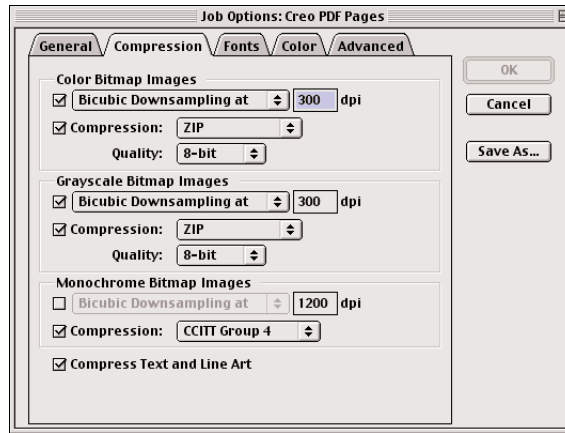 Job Options: Creo PDF Pages
General Compression Fonts Color Advanced
Color Bitmap Images
Bicubic Downsampling at 300 dpi
Compression: ZIP
Quality: 8-bit
Grayscale Bitmap Images
Bicubic Downsampling at 300 dpi
Compression: ZIP
Quality: 8-bit
Monochrome Bitmap Images
Bicubic Downsampling at 1200 dpi
Compression: CCITT Group 4
Compress Text and Line Art
OK
Cancel
Save As...